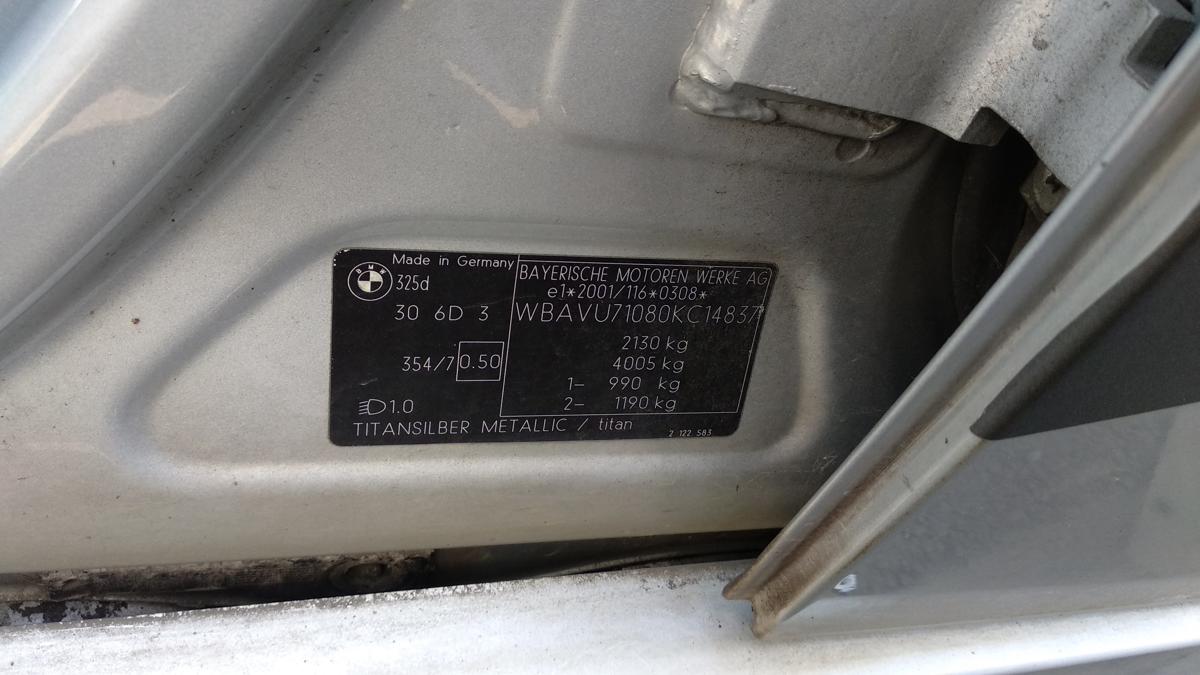 Made in Germany
BMW
325d
30 6D 3
354/7 0.50
1.0
TITANSILBER METALLIC / titan
BAYERISCHE MOTOREN WERKE AG
e1*2001/116*0308*
WBAVU71080KC14837
2130 kg
4005 kg
1- 990 kg
2- 1190 kg
2 122 583